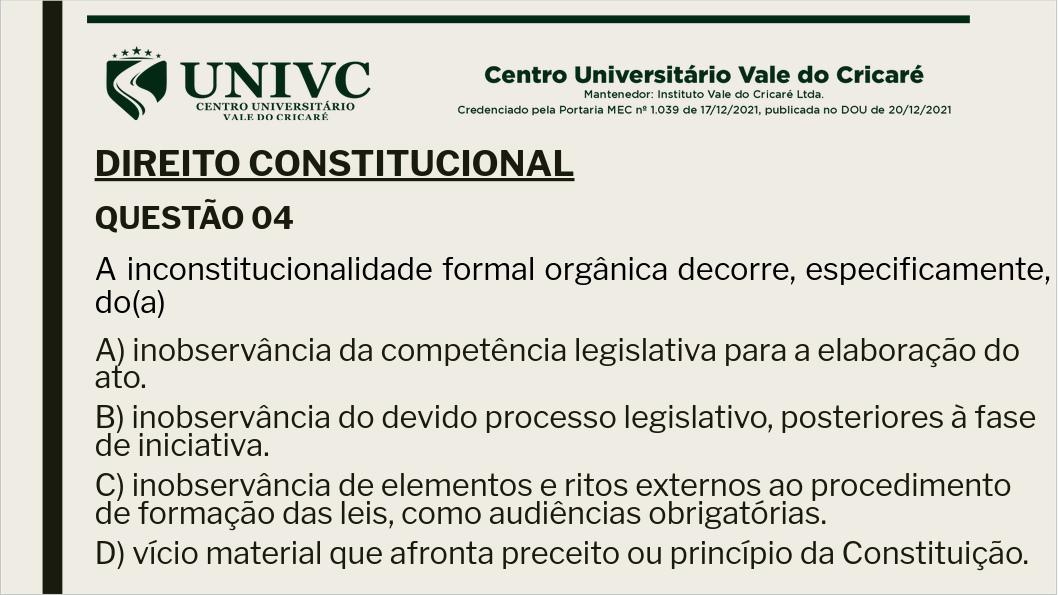 UNIVC
CENTRO UNIVERSITÁRIO
VALE DO CRICARÉ
Centro Universitário Vale do Cricaré
Mantenedor: Instituto Vale do Cricaré Ltda.
Credenciado pela Portaria MEC nº 1.039 de 17/12/2021, publicada no DOU de 20/12/2021
DIREITO CONSTITUCIONAL
QUESTÃO 04
A inconstitucionalidade formal orgânica decorre, especificamente,
do(a)
A) inobservância da competência legislativa para a elaboração do
ato.
B) inobservância do devido processo legislativo, posteriores à fase
de iniciativa.
C) inobservância de elementos e ritos externos ao procedimento
de formação das leis, como audiências obrigatórias.
D) vício material que afronta preceito ou princípio da Constituição.